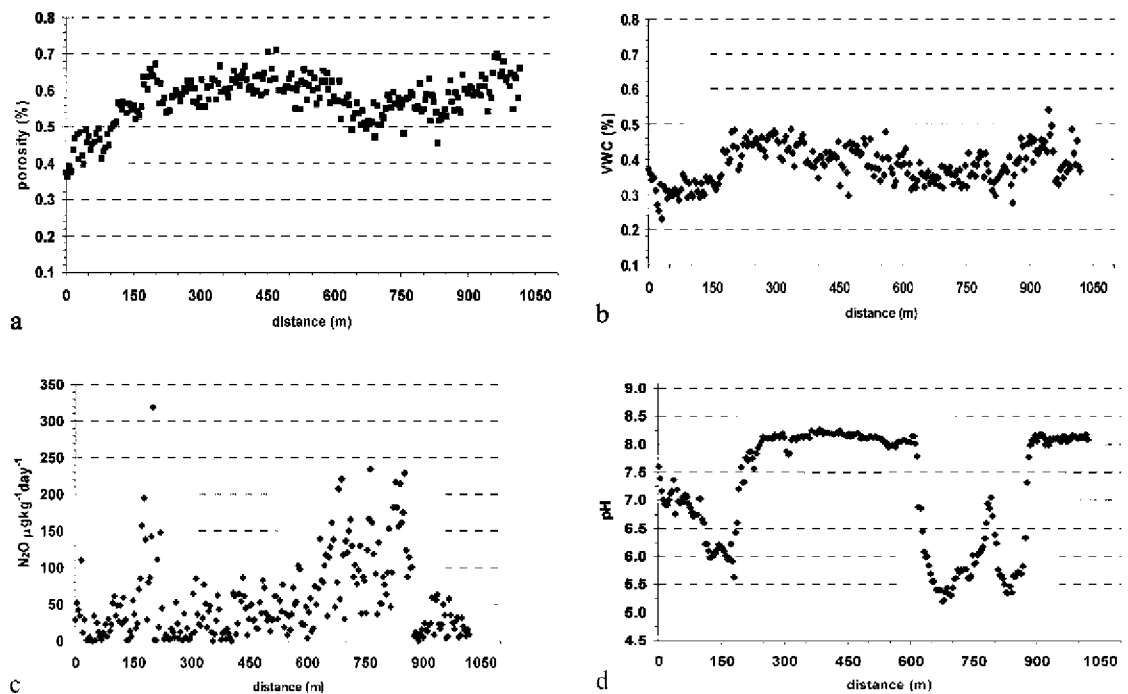 0.8
0.7
0.6
0.5
0.4
0.3
0.2
0.1
porosity (%)
0 150 300 450 600 750 900 1050
distance (m)
a
0.8
0.7
0.6
0.5
0.4
0.3
0.2
0.1
VWC (%)
0 150 300 450 600 750 900 1050
distance (m)
b
350
300
250
200
150
100
50
0
N₂O µgkg⁻¹day⁻¹
0 150 300 450 600 750 900 1050
distance (m)
c
9.0
8.5
8.0
7.5
7.0
6.5
6.0
5.5
5.0
4.5
pH
0 150 300 450 600 750 900 1050
distance (m)
d